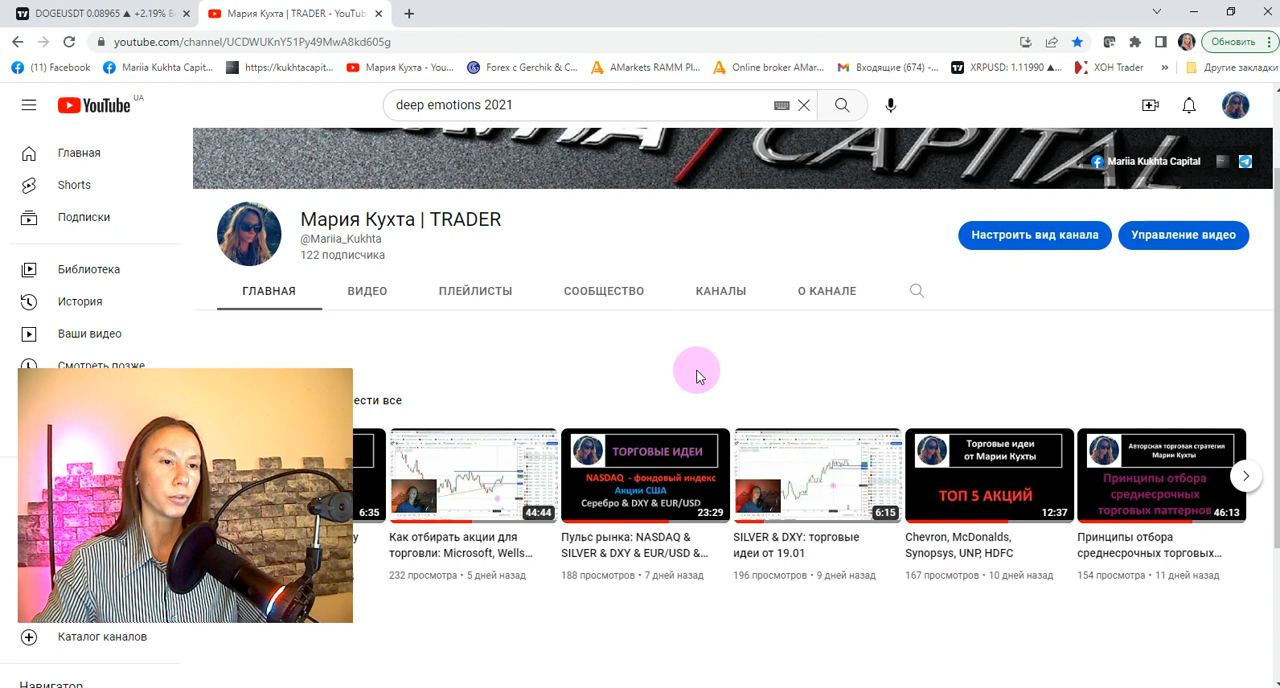 DOGEUSDT 0.08965 ▲ +2.19%
Мария Кухта | TRADER - YouTub
youtube.com/channel/UCDWUKnY51Py49MwA8kd605g
Обновить
(11) Facebook
Mariia Kukhta Capit...
https://kukhtacapit...
Мария Кухта - You...
Forex c Gerchik & C...
AMarkets RAMM Pl...
Online broker AMar...
Входящие (674) -...
XRPUSD: 1.11990 ▲...
XOH Trader
»
Другие закладки
YouTube UA
deep emotions 2021
CAPITAL
Mariia Kukhta Capital
Главная
Shorts
Подписки
Библиотека
История
Ваши видео
Смотреть позже
Каталог каналов
Навигатор
Мария Кухта | TRADER
@Mariia_Kukhta
122 подписчика
Настроить вид канала
Управление видео
ГЛАВНАЯ
ВИДЕО
ПЛЕЙЛИСТЫ
СООБЩЕСТВО
КАНАЛЫ
О КАНАЛЕ
ести все
6:35
44:44
Как отбирать акции для
торговли: Microsoft, Wells...
232 просмотра • 5 дней назад
ТОРГОВЫЕ ИДЕИ
NASDAQ - фондовый индекс
Акции США
Серебро & DXY & EUR/USD
23:29
Пульс рынка: NASDAQ &
SILVER & DXY & EUR/USD &...
188 просмотров • 7 дней назад
6:15
SILVER & DXY: торговые
идеи от 19.01
196 просмотров • 9 дней назад
Торговые идеи
от Марии Кухты
ТОП 5 АКЦИЙ
12:37
Chevron, McDonalds,
Synopsys, UNP, HDFC
167 просмотров • 10 дней назад
Авторская торговая стратегия
Марии Кухты
Принципы отбора
среднесрочных
торговых паттернов
46:13
Принципы отбора
среднесрочных торговых...
154 просмотра • 11 дней назад